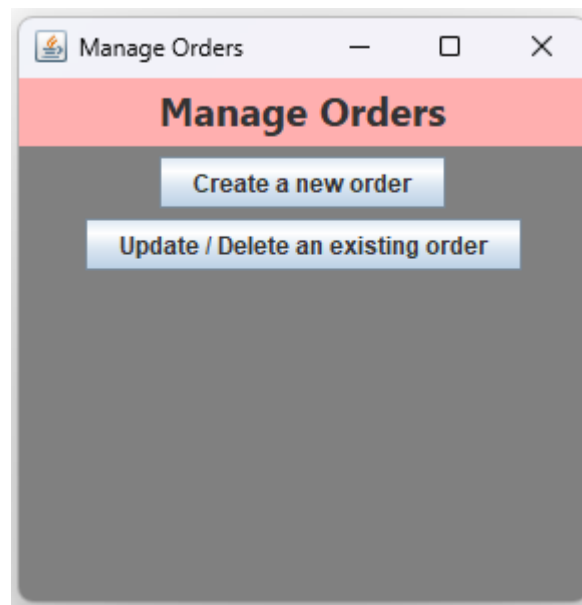 Manage Orders
Manage Orders
Create a new order
Update / Delete an existing order